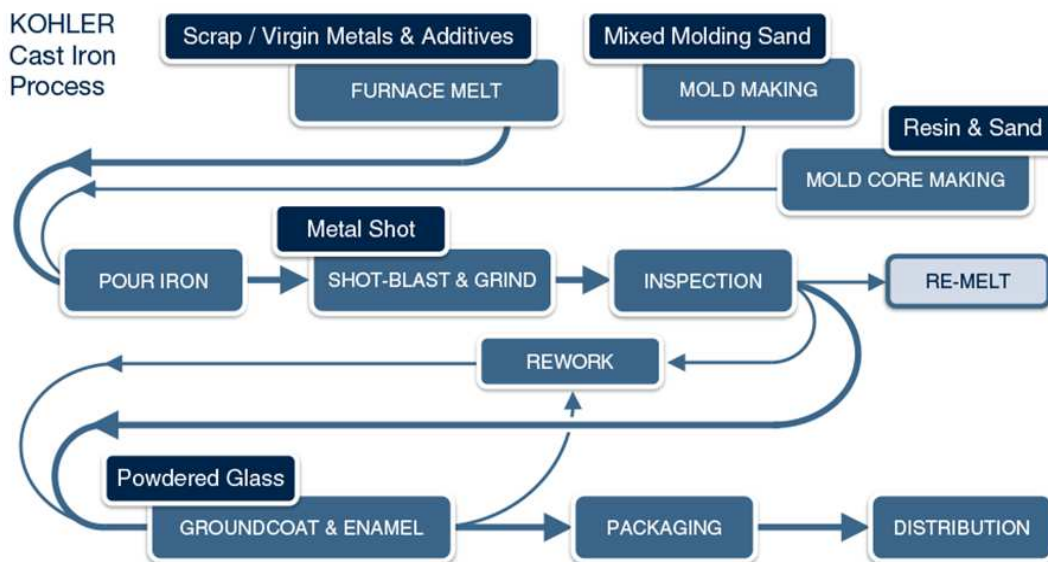 KOHLER
Cast Iron
Process
Scrap / Virgin Metals & Additives
FURNACE MELT
Mixed Molding Sand
MOLD MAKING
Resin & Sand
MOLD CORE MAKING
Metal Shot
POUR IRON
SHOT-BLAST & GRIND
INSPECTION
RE-MELT
REWORK
Powdered Glass
GROUNDCOAT & ENAMEL
PACKAGING
DISTRIBUTION